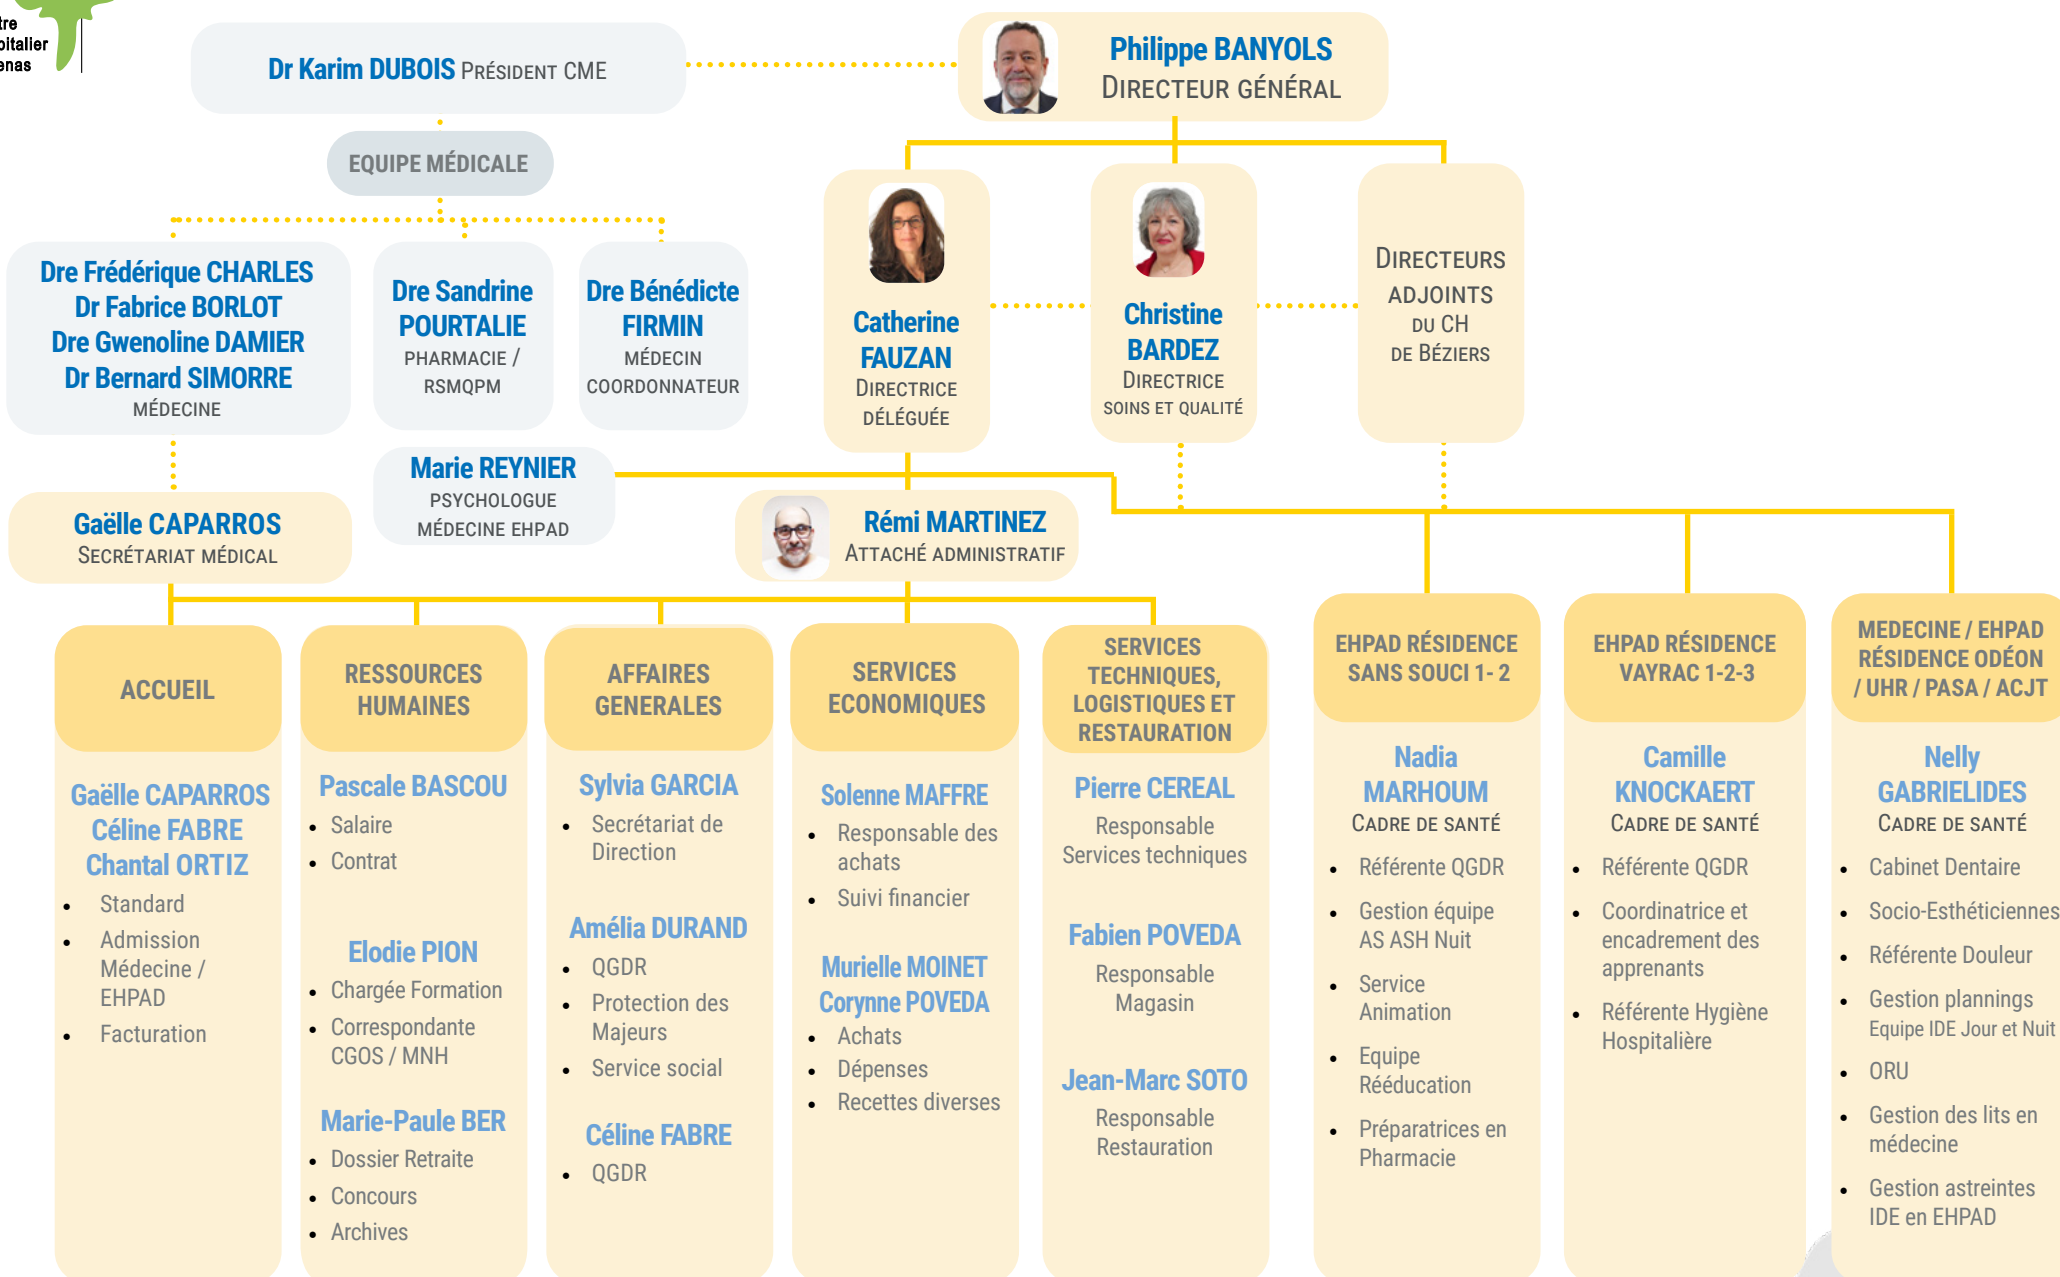 Dr Karim DUBOIS PRÉSIDENT CME
Philippe BANYOLS
DIRECTEUR GÉNÉRAL
EQUIPE MÉDICALE
Dre Frédérique CHARLES
Dr Fabrice BORLOT
Dre Gwenoline DAMIER
Dr Bernard SIMORRE
MÉDECINE
Dre Sandrine
POURTALIE
PHARMACIE /
RSMQPM
Dre Bénédicte
FIRMIN
MÉDECIN
COORDONNATEUR
Catherine
FAUZAN
DIRECTRICE
DÉLÉGUÉE
Christine
BARDEZ
DIRECTRICE
SOINS ET QUALITÉ
DIRECTEURS
ADJOINTS
DU CH
DE BÉZIERS
Marie REYNIER
PSYCHOLOGUE
MÉDECINE EHPAD
Gaëlle CAPARROS
SECRÉTARIAT MÉDICAL
Rémi MARTINEZ
ATTACHÉ ADMINISTRATIF
ACCUEIL
Gaëlle CAPARROS
Céline FABRE
Chantal ORTIZ
• Standard
• Admission
Médecine /
EHPAD
• Facturation
RESSOURCES
HUMAINES
Pascale BASCOU
• Salaire
• Contrat
Elodie PION
• Chargée Formation
• Correspondante
CGOS / MNH
Marie-Paule BER
• Dossier Retraite
• Concours
• Archives
AFFAIRES
GENERALES
Sylvia GARCIA
• Secrétariat de
Direction
Amélia DURAND
• QGDR
• Protection des
Majeurs
• Service social
Céline FABRE
• QGDR
SERVICES
ECONOMIQUES
Solenne MAFFRE
• Responsable des
achats
• Suivi financier
Murielle MOINET
Corynne POVEDA
• Achats
• Dépenses
• Recettes diverses
SERVICES
TECHNIQUES,
LOGISTIQUES ET
RESTAURATION
Pierre CEREAL
Responsable
Services techniques
Fabien POVEDA
Responsable
Magasin
Jean-Marc SOTO
Responsable
Restauration
EHPAD RÉSIDENCE
SANS SOUCI 1- 2
Nadia
MARHOUM
CADRE DE SANTÉ
• Référente QGDR
• Gestion équipe
AS ASH Nuit
• Service
Animation
• Equipe
Rééducation
• Préparatrices en
Pharmacie
EHPAD RÉSIDENCE
VAYRAC 1-2-3
Camille
KNOCKAERT
CADRE DE SANTÉ
• Référente QGDR
• Coordinatrice et
encadrement des
apprenants
• Référente Hygiène
Hospitalière
MEDECINE / EHPAD
RÉSIDENCE ODÉON
/ UHR / PASA / ACJT
Nelly
GABRIELIDES
CADRE DE SANTÉ
• Cabinet Dentaire
• Socio-Esthéticiennes
• Référente Douleur
• Gestion plannings
Equipe IDE Jour et Nuit
• ORU
• Gestion des lits en
médecine
• Gestion astreintes
IDE en EHPAD